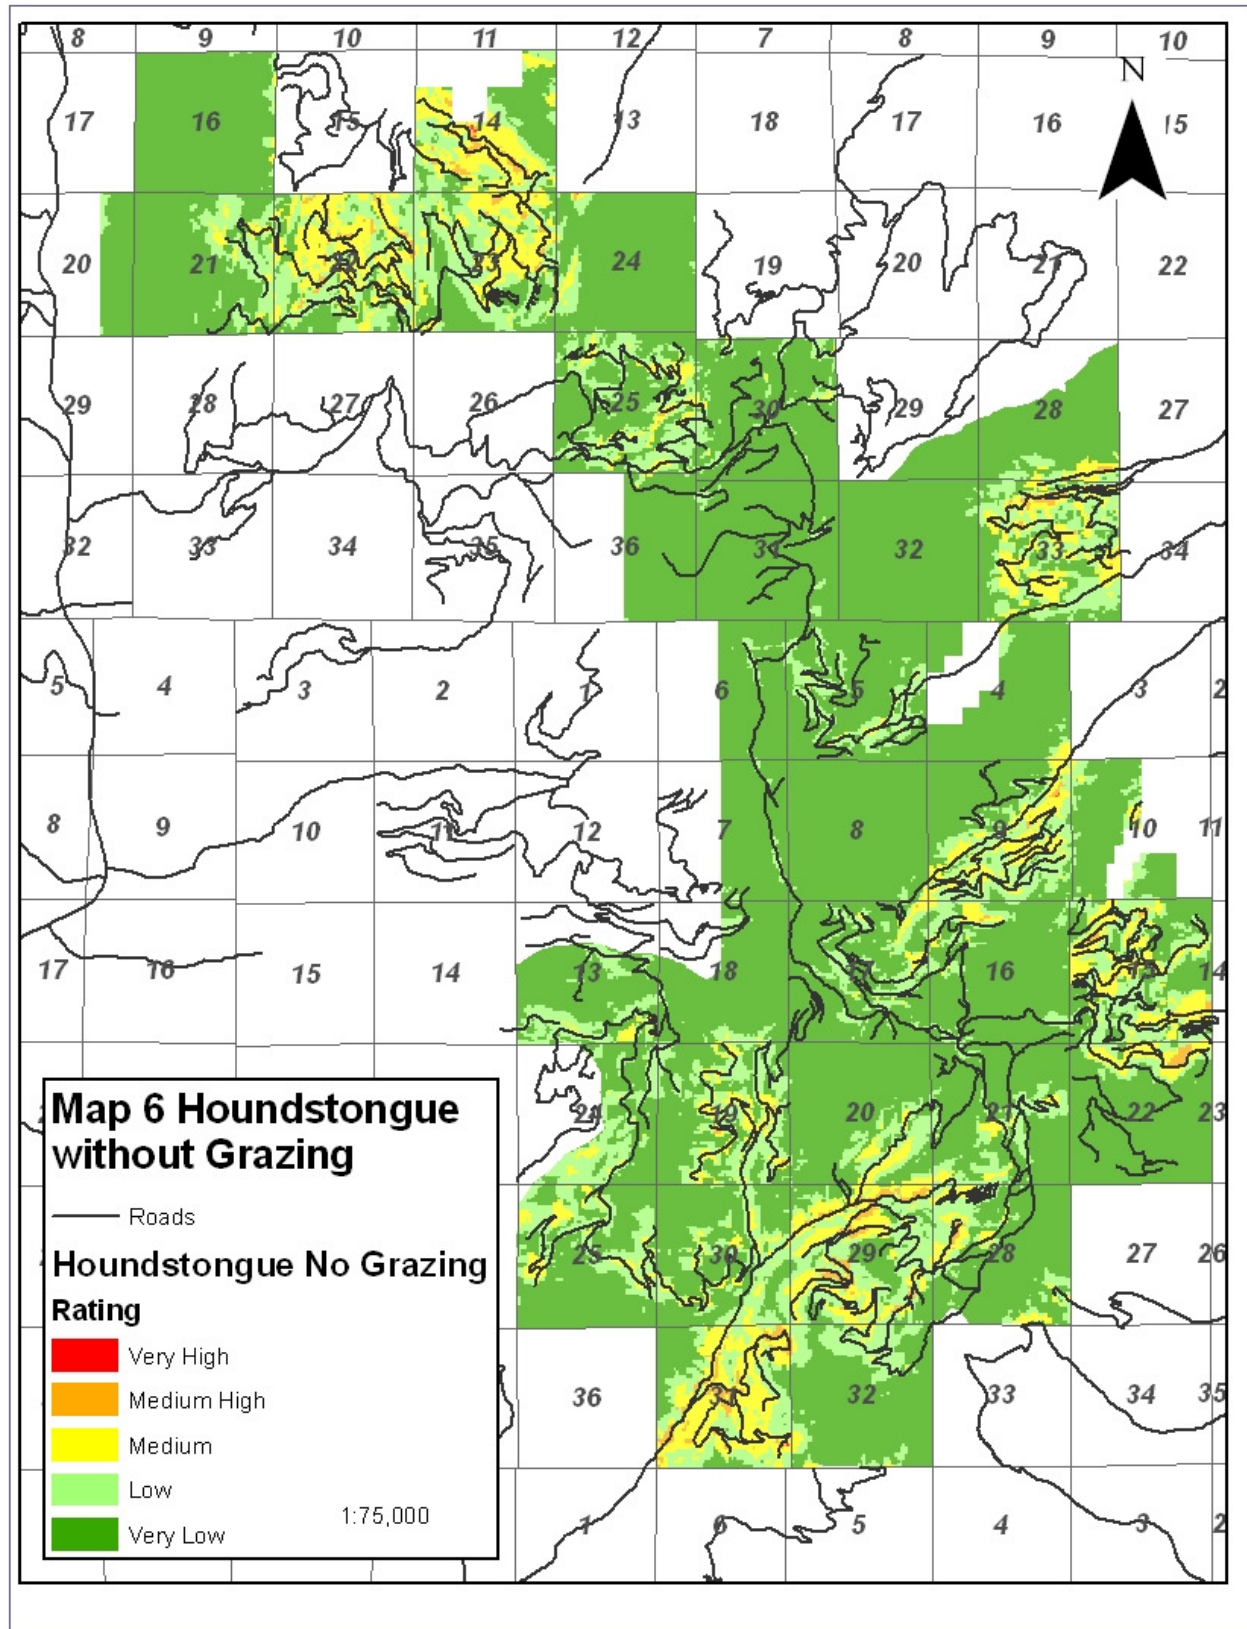 8 9 10 11 12 7 8 9 10
N
17 16 15 14 13 18 17 16 15
20 21 22 23 24 19 20 21 22
29 28 27 26 25 30 29 28 27
32 33 34 35 36 31 32 33 34
5 4 3 2 1 6 5 4 3 2
8 9 10 11 12 7 8 9 10 11
17 16 15 14 13 18 17 16 15 14
24 19 20 21 22 23
25 30 29 28 27 26
36 31 32 33 34 35
1 6 5 4 3 2
Map 6 Houndstongue
without Grazing
Roads
Houndstongue No Grazing
Rating
Very High
Medium High
Medium
Low
1:75,000
Very Low